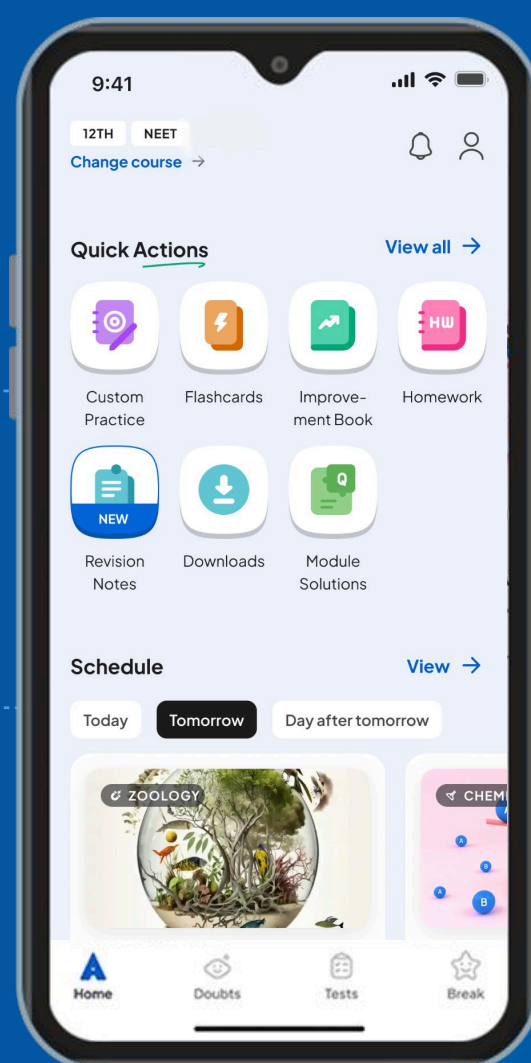 9:41
12TH NEET
Change course →
Quick Actions View all →
HW
Custom Practice
Flashcards
Improve-
ment Book
Homework
NEW
Q
Revision
Notes
Downloads
Module
Solutions
Schedule View →
Today Tomorrow Day after tomorrow
ZOOLOGY CHEM
A
A
B
B
Home Doubts Tests Break